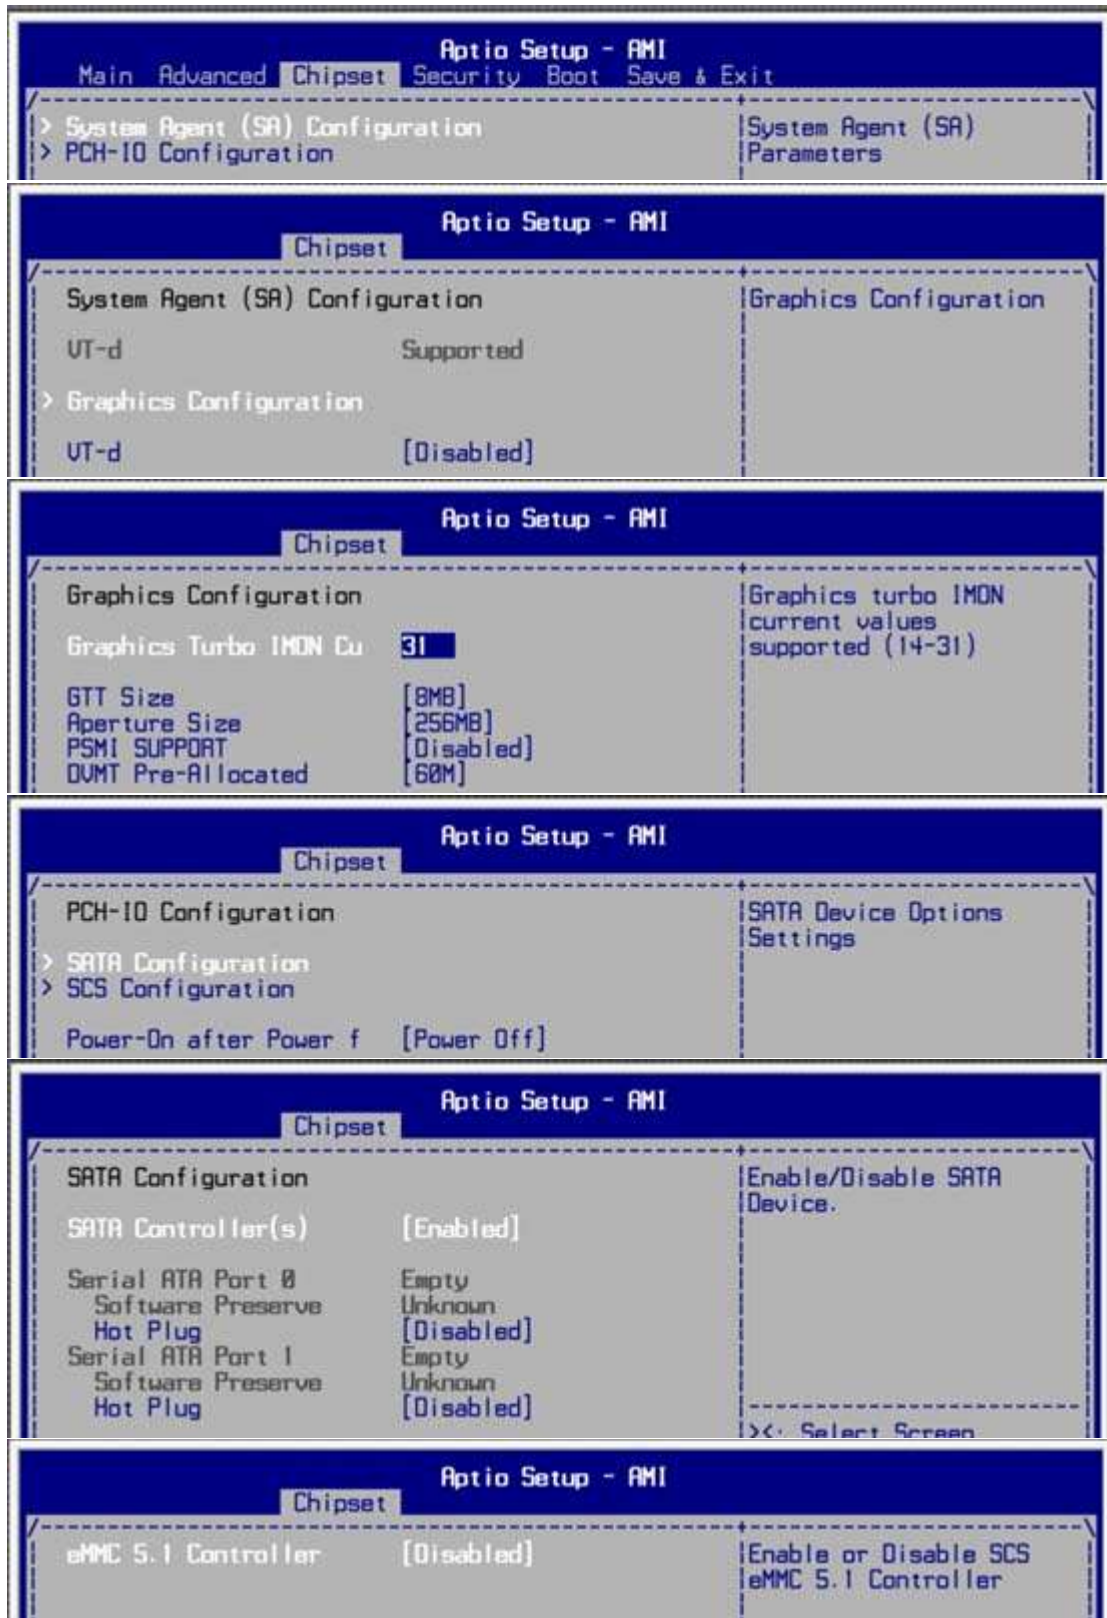 Aptio Setup - AMI
Main Advanced Chipset Security Boot Save & Exit
> System Agent (SA) Configuration
> PCH-IO Configuration
System Agent (SA)
Parameters
Aptio Setup - AMI
Chipset
System Agent (SA) Configuration
VT-d Supported
> Graphics Configuration
VT-d [Disabled]
Graphics Configuration
Aptio Setup - AMI
Chipset
Graphics Configuration
Graphics Turbo IMON Cu 31
GTT Size [8MB]
Aperture Size [256MB]
PSMI SUPPORT [Disabled]
DVMT Pre-Allocated [60M]
Graphics turbo IMON
current values
supported (14-31)
Aptio Setup - AMI
Chipset
PCH-IO Configuration
> SATA Configuration
> SCS Configuration
Power-On after Power f [Power Off]
SATA Device Options
Settings
Aptio Setup - AMI
Chipset
SATA Configuration
SATA Controller(s) [Enabled]
Serial ATA Port 0 Empty
Software Preserve Unknown
Hot Plug [Disabled]
Serial ATA Port 1 Empty
Software Preserve Unknown
Hot Plug [Disabled]
Enable/Disable SATA
Device.
><: Select Screen
Aptio Setup - AMI
Chipset
eMMC 5.1 Controller [Disabled]
Enable or Disable SCS
eMMC 5.1 Controller